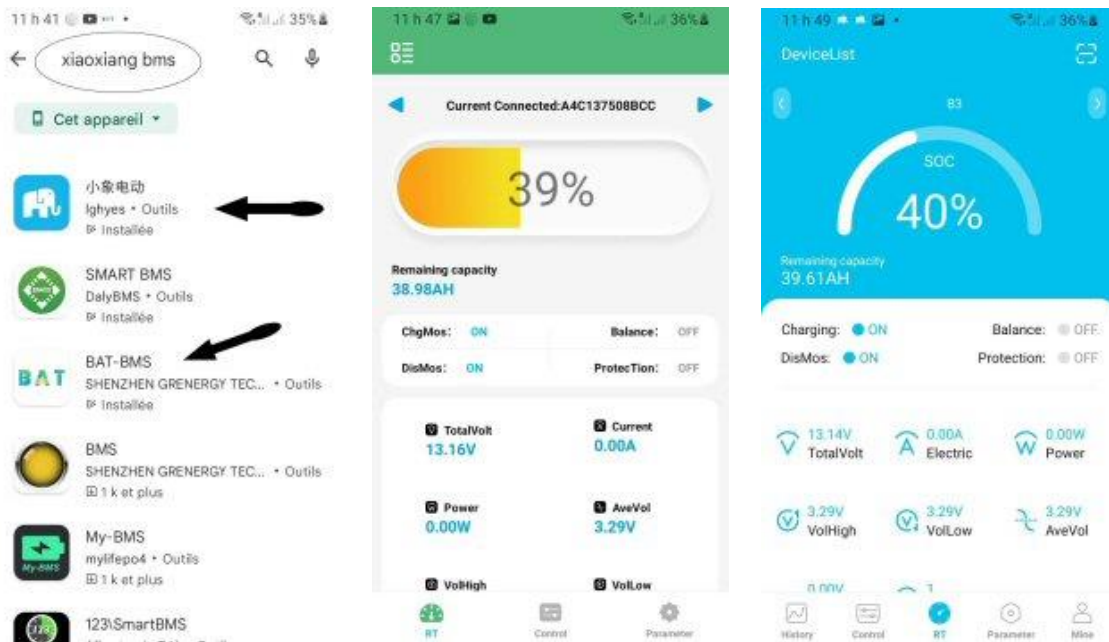 11 h 41
35%
xiaoxiang bms
Cet appareil
小象电动
lghyes • Outils
Installée
SMART BMS
DalyBMS • Outils
Installée
BAT
BAT-BMS
SHENZHEN GRENERGY TEC... • Outils
Installée
BMS
SHENZHEN GRENERGY TEC... • Outils
1 k et plus
My-BMS
My-BMS
mylifepo4 • Outils
1 k et plus
123\SmartBMS
11 h 47
36%
Current Connected:A4C137508BCC
39%
Remaining capacity
38.98AH
ChgMos: ON Balance: OFF
DisMos: ON ProtecTion: OFF
TotalVolt Current
13.16V 0.00A
Power AveVol
0.00W 3.29V
VolHigh VolLow
RT Control Parameter
11 h 49
36%
DeviceList
B3
SOC
40%
Remaining capacity
39.61AH
Charging: ON Balance: OFF
DisMos: ON Protection: OFF
13.14V 0.00A 0.00W
TotalVolt Electric Power
3.29V 3.29V 3.29V
VolHigh VolLow AveVol
0.00V 1
History Control RT Parameter Mine